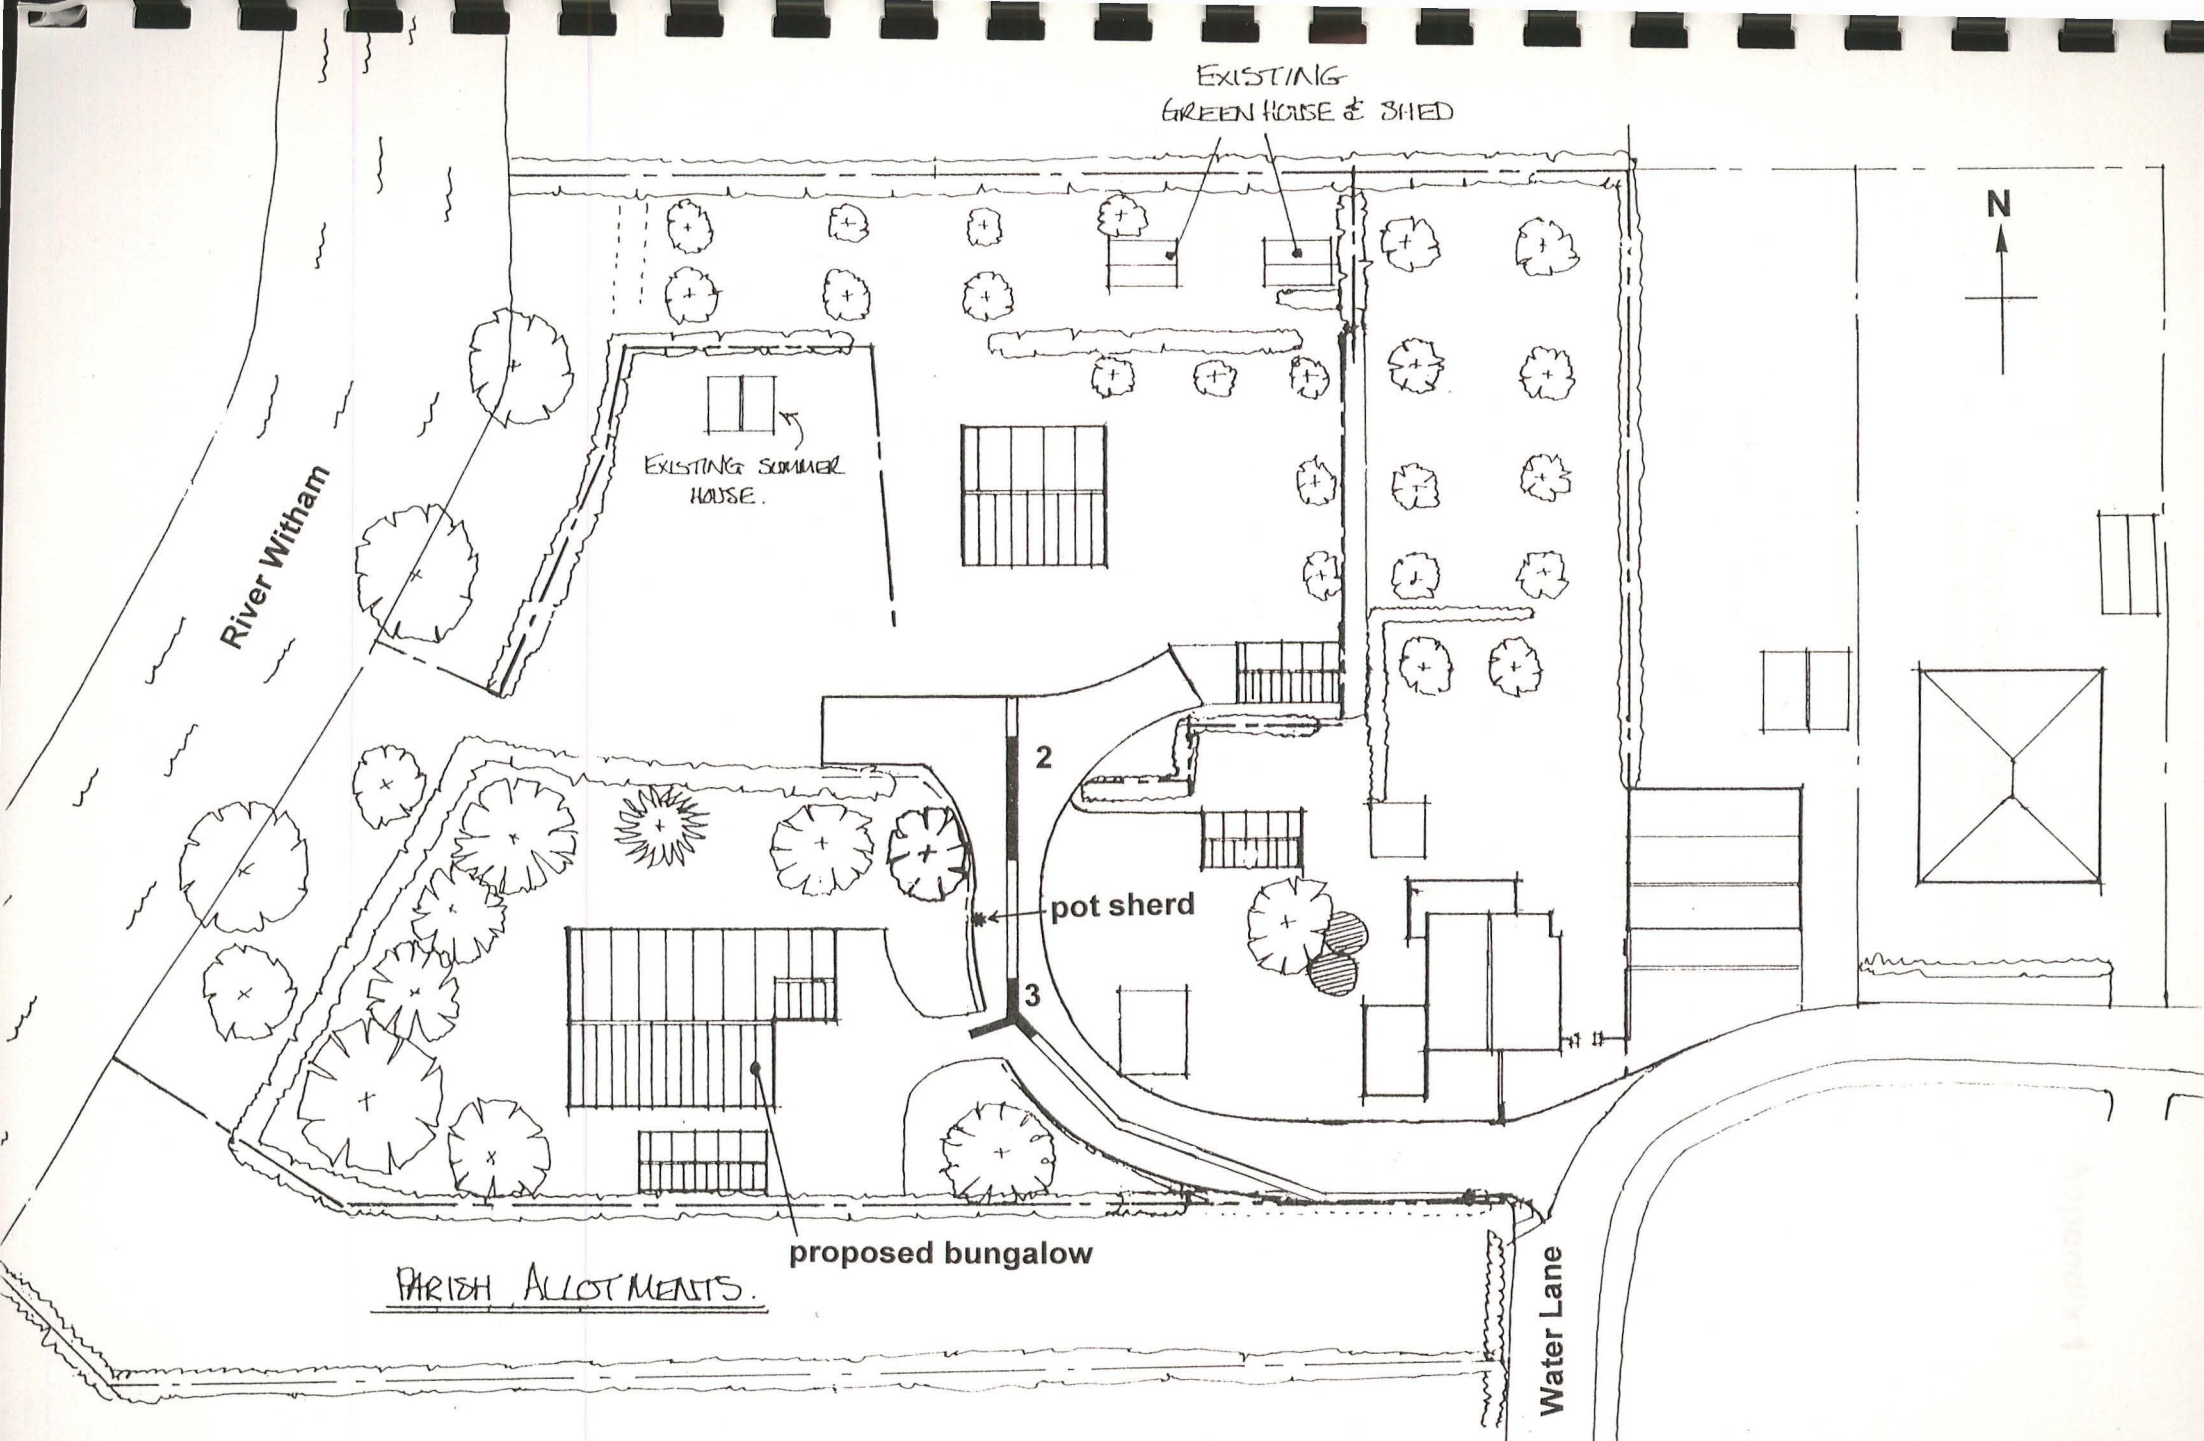 EXISTING
GREEN HOUSE & SHED
N
EXISTING SUMMER
HOUSE.
River Witham
2
pot sherd
3
proposed bungalow
PARISH ALLOTMENTS.
Water Lane